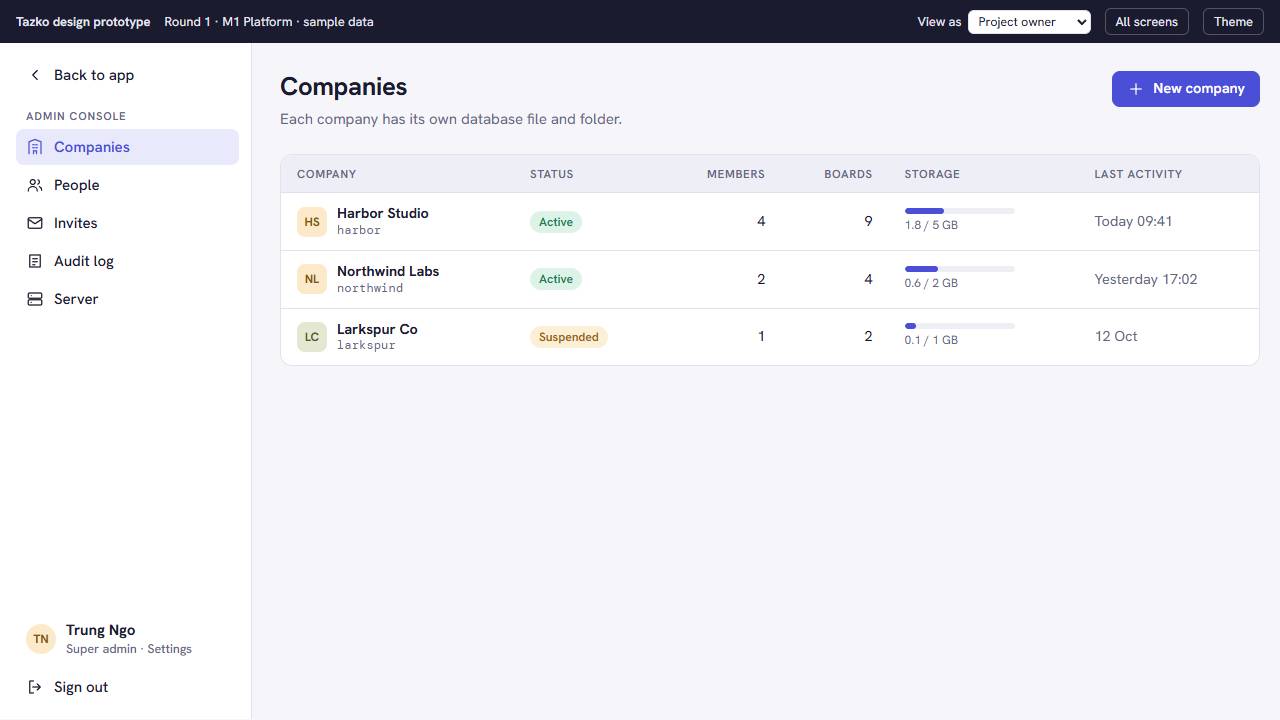 Tazko design prototype Round 1 · M1 Platform · sample data View as Project owner All screens Theme
Back to app
ADMIN CONSOLE
Companies
People
Invites
Audit log
Server
TN Trung Ngo
Super admin · Settings
Sign out
Companies
Each company has its own database file and folder.
New company
COMPANY STATUS MEMBERS BOARDS STORAGE LAST ACTIVITY
HS Harbor Studio Active 4 9 Today 09:41
harbor 1.8 / 5 GB
NL Northwind Labs Active 2 4 Yesterday 17:02
northwind 0.6 / 2 GB
LC Larkspur Co Suspended 1 2 12 Oct
larkspur 0.1 / 1 GB